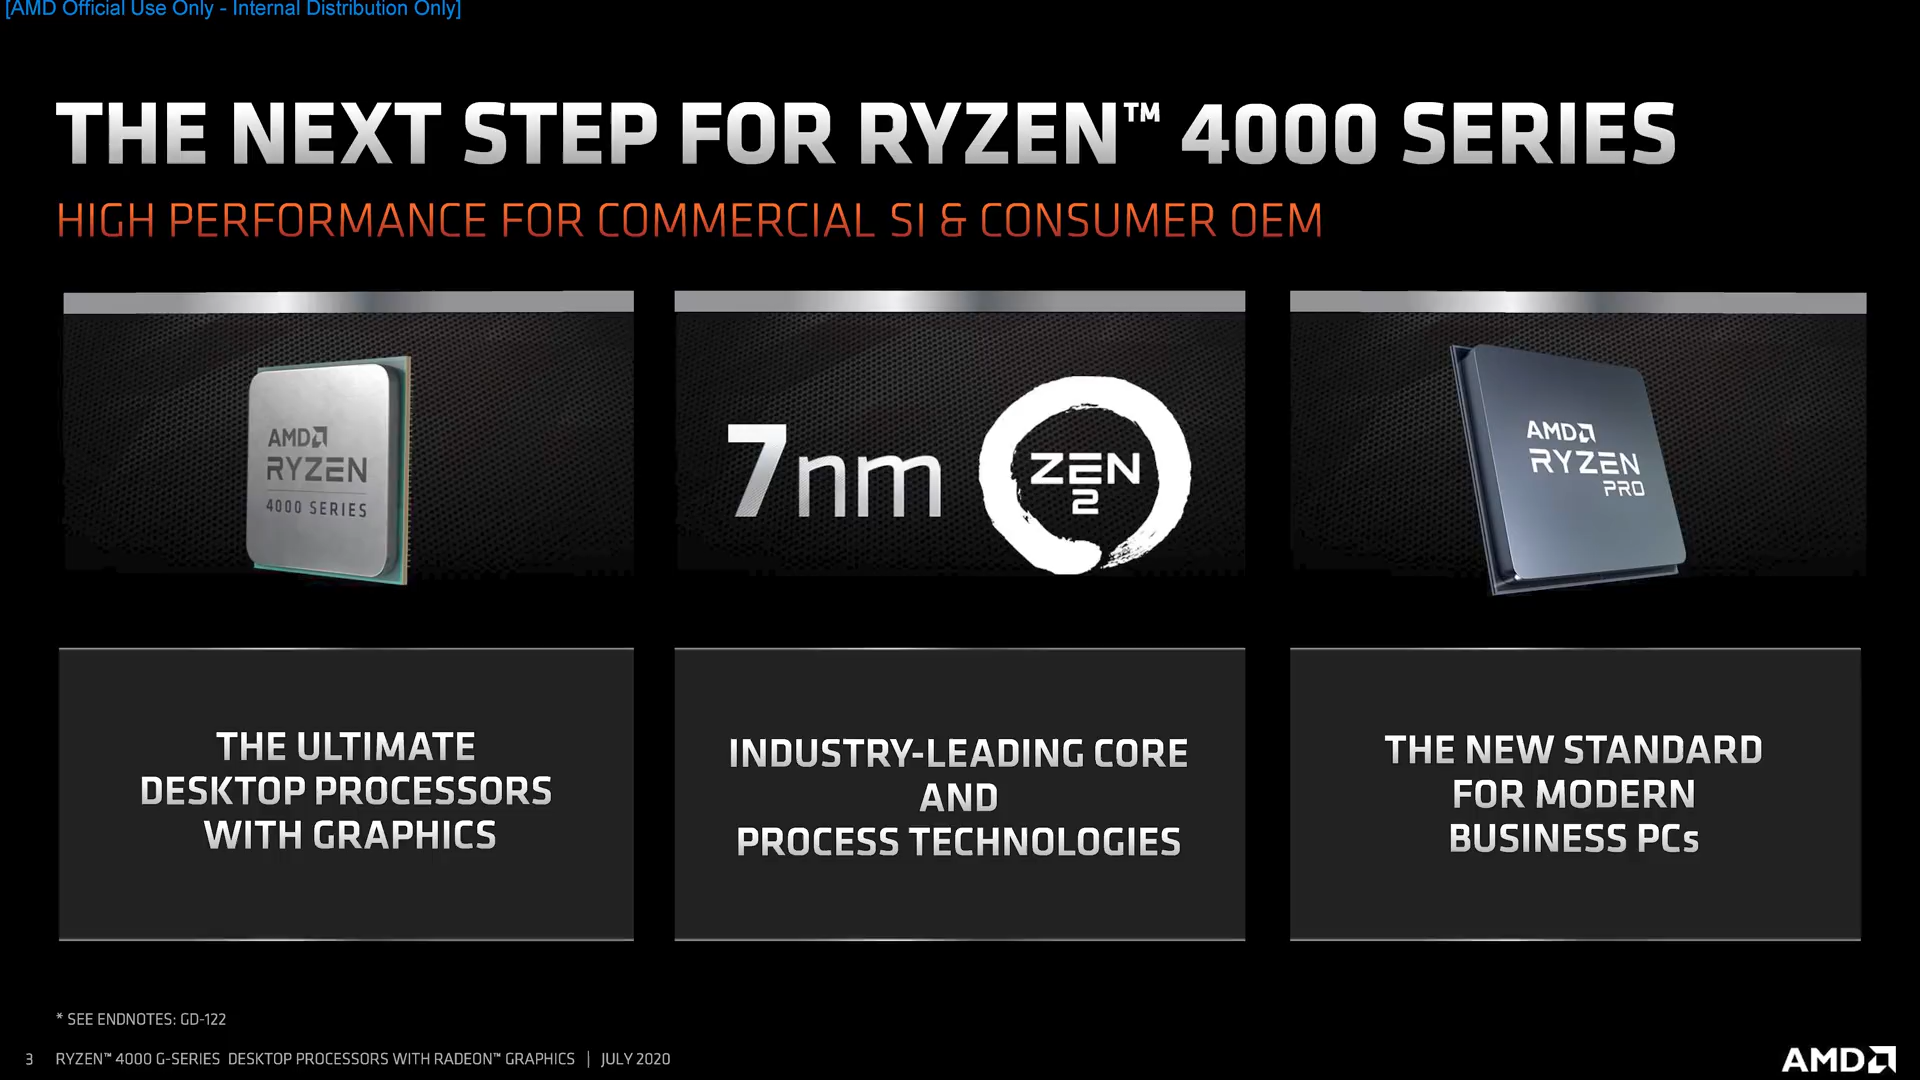 [AMD Official Use Only - Internal Distribution Only]
THE NEXT STEP FOR RYZEN™ 4000 SERIES
HIGH PERFORMANCE FOR COMMERCIAL SI & CONSUMER OEM
AMD
RYZEN
4000 SERIES
7nm
ZEN
2
AMD
RYZEN
PRO
THE ULTIMATE
DESKTOP PROCESSORS
WITH GRAPHICS
INDUSTRY-LEADING CORE
AND
PROCESS TECHNOLOGIES
THE NEW STANDARD
FOR MODERN
BUSINESS PCs
* SEE ENDNOTES: GD-122
3 RYZEN™ 4000 G-SERIES DESKTOP PROCESSORS WITH RADEON™ GRAPHICS | JULY 2020
AMD